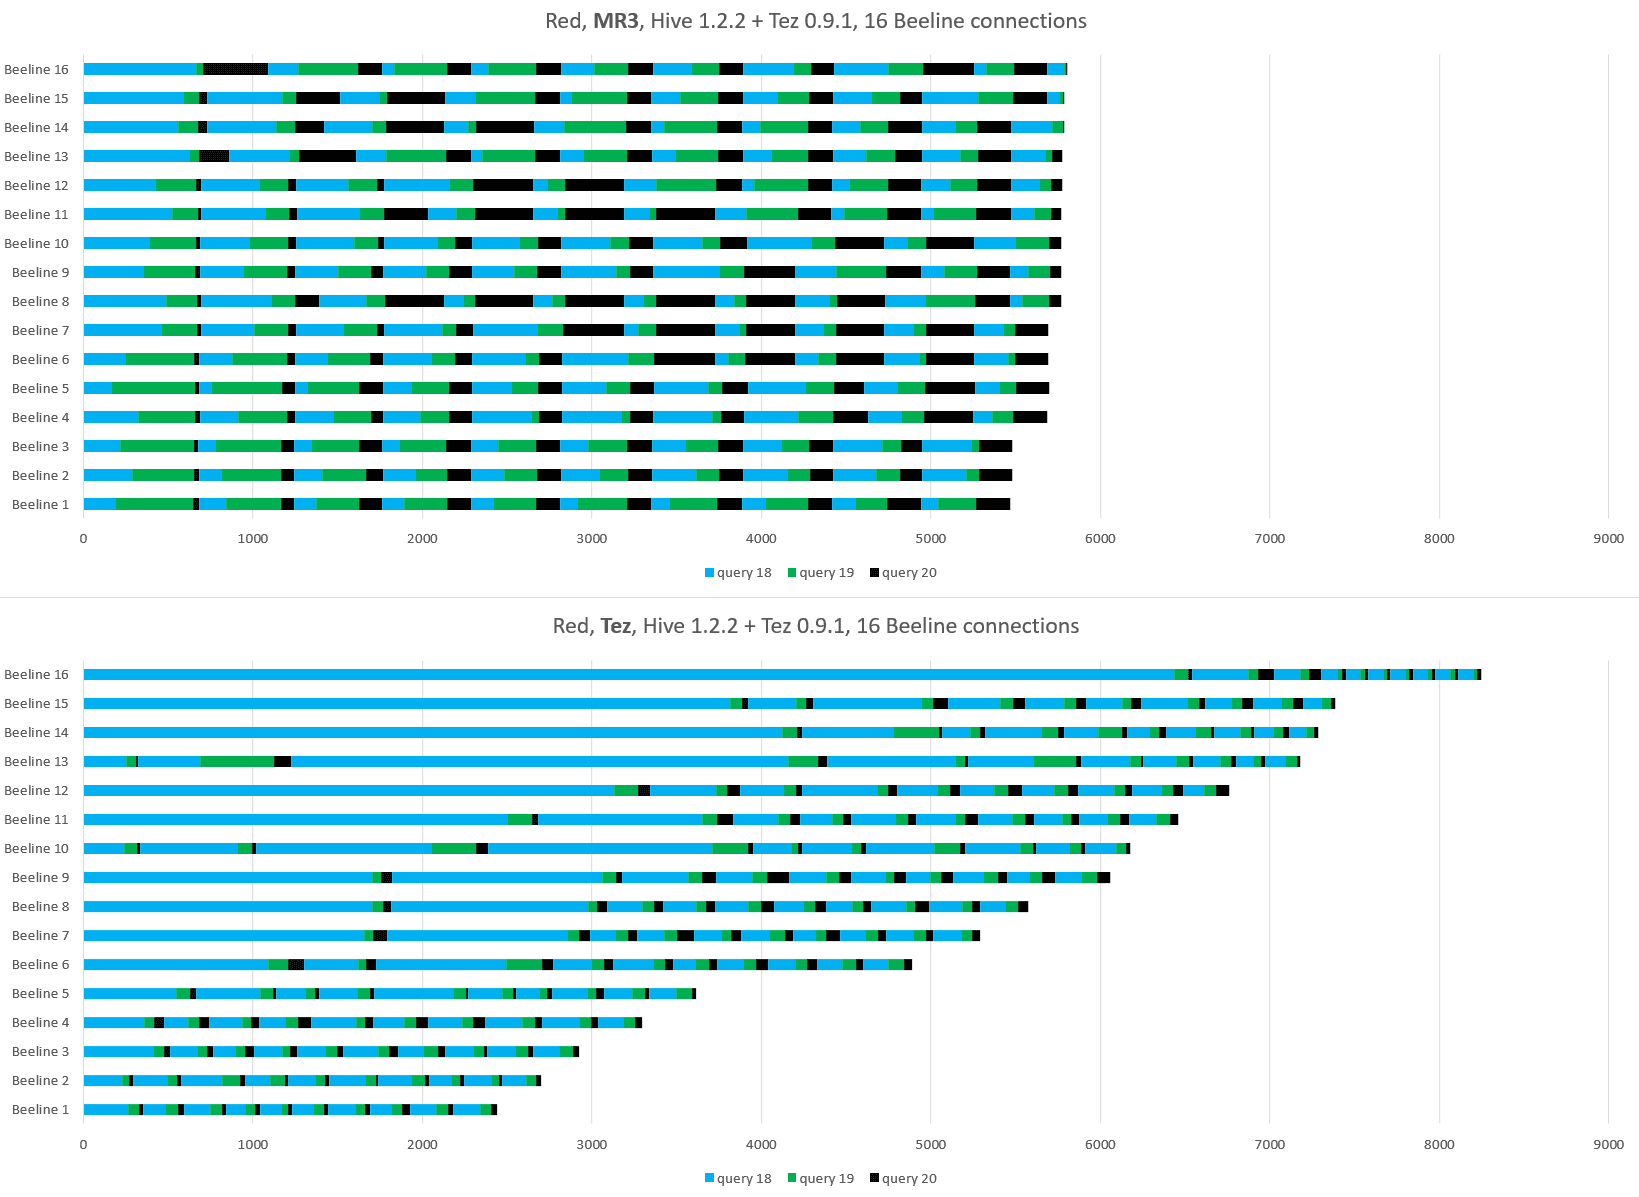 Red, MR3, Hive 1.2.2 + Tez 0.9.1, 16 Beeline connections
Beeline 16
Beeline 15
Beeline 14
Beeline 13
Beeline 12
Beeline 11
Beeline 10
Beeline 9
Beeline 8
Beeline 7
Beeline 6
Beeline 5
Beeline 4
Beeline 3
Beeline 2
Beeline 1
0 1000 2000 3000 4000 5000 6000 7000 8000 9000
query 18 query 19 query 20
Red, Tez, Hive 1.2.2 + Tez 0.9.1, 16 Beeline connections
Beeline 16
Beeline 15
Beeline 14
Beeline 13
Beeline 12
Beeline 11
Beeline 10
Beeline 9
Beeline 8
Beeline 7
Beeline 6
Beeline 5
Beeline 4
Beeline 3
Beeline 2
Beeline 1
0 1000 2000 3000 4000 5000 6000 7000 8000 9000
query 18 query 19 query 20